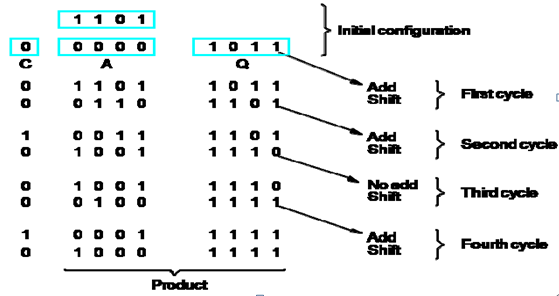 1 1 0 1
Initial configuration
0 0 0 0 0 1 0 1 1
C A Q
0 1 1 0 1 1 0 1 1 Add
0 0 1 1 0 1 1 0 1 Shift
First cycle
1 0 0 1 1 1 1 0 1 Add
0 1 0 0 1 1 1 1 0 Shift
Second cycle
0 1 0 0 1 1 1 1 0 No add
0 0 1 0 0 1 1 1 1 Shift
Third cycle
1 0 0 0 1 1 1 1 1 Add
0 1 0 0 0 1 1 1 1 Shift
Fourth cycle
Product